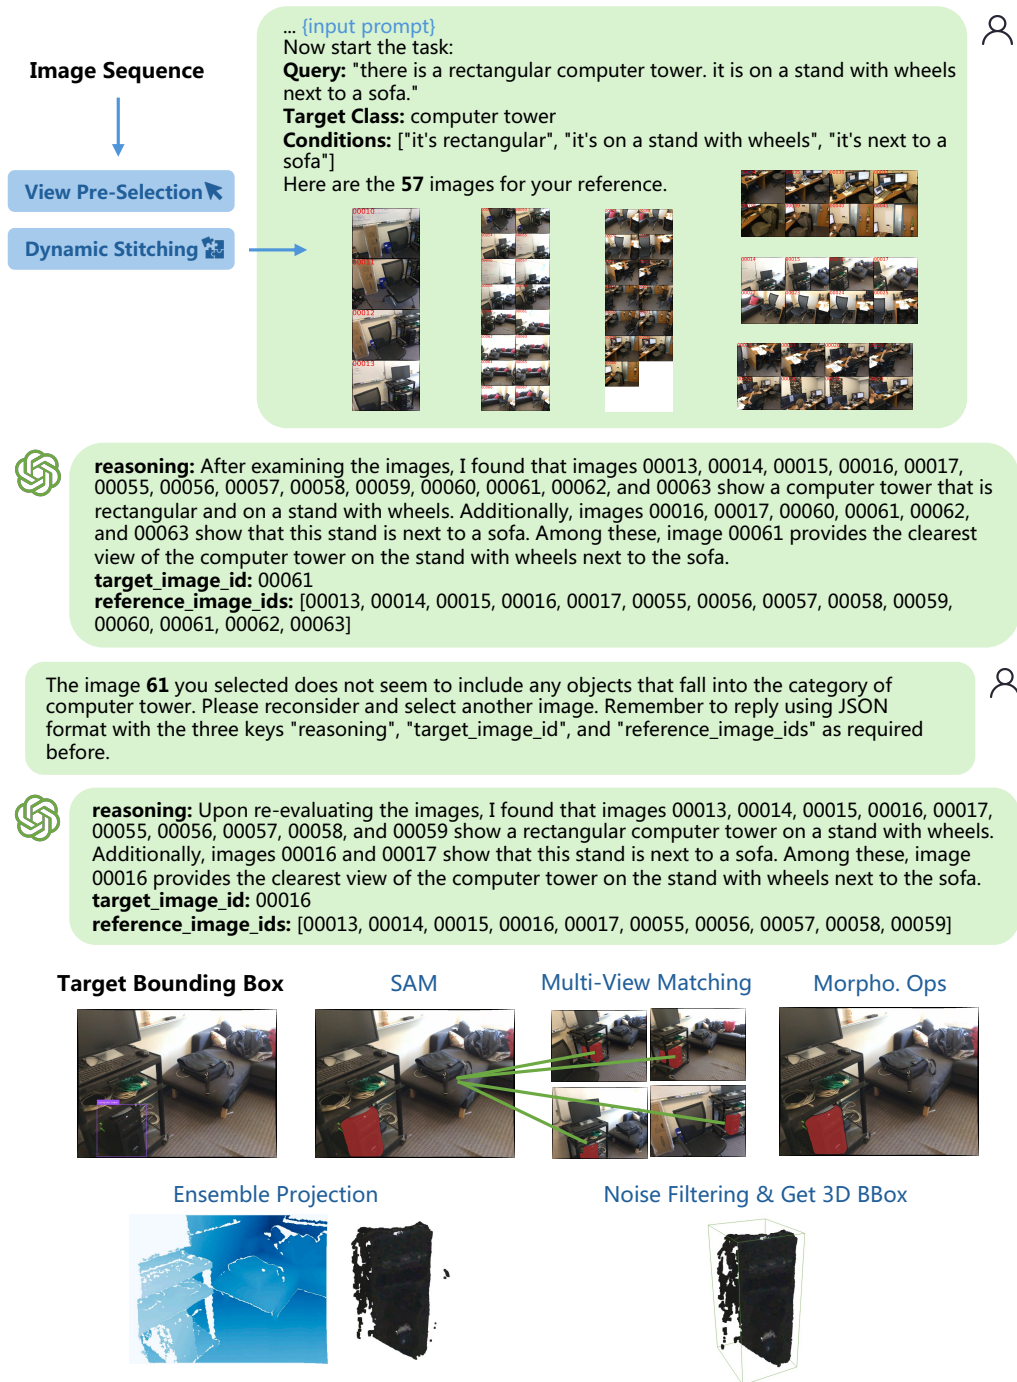 ... {input prompt}
Now start the task:
Query: "there is a rectangular computer tower. it is on a stand with wheels
next to a sofa."
Target Class: computer tower
Conditions: ["it's rectangular", "it's on a stand with wheels", "it's next to a
sofa"]
Here are the 57 images for your reference.
Image Sequence
View Pre-Selection
Dynamic Stitching
00010
00011
00012
00013
00014
00015
00017
reasoning: After examining the images, I found that images 00013, 00014, 00015, 00016, 00017,
00055, 00056, 00057, 00058, 00059, 00060, 00061, 00062, and 00063 show a computer tower that is
rectangular and on a stand with wheels. Additionally, images 00016, 00017, 00060, 00061, 00062,
and 00063 show that this stand is next to a sofa. Among these, image 00061 provides the clearest
view of the computer tower on the stand with wheels next to the sofa.
target_image_id: 00061
reference_image_ids: [00013, 00014, 00015, 00016, 00017, 00055, 00056, 00057, 00058, 00059,
00060, 00061, 00062, 00063]
The image 61 you selected does not seem to include any objects that fall into the category of
computer tower. Please reconsider and select another image. Remember to reply using JSON
format with the three keys "reasoning", "target_image_id", and "reference_image_ids" as required
before.
reasoning: Upon re-evaluating the images, I found that images 00013, 00014, 00015, 00016, 00017,
00055, 00056, 00057, 00058, and 00059 show a rectangular computer tower on a stand with wheels.
Additionally, images 00016 and 00017 show that this stand is next to a sofa. Among these, image
00016 provides the clearest view of the computer tower on the stand with wheels next to the sofa.
target_image_id: 00016
reference_image_ids: [00013, 00014, 00015, 00016, 00017, 00055, 00056, 00057, 00058, 00059]
Target Bounding Box
SAM
Multi-View Matching
Morpho. Ops
Ensemble Projection
Noise Filtering & Get 3D BBox